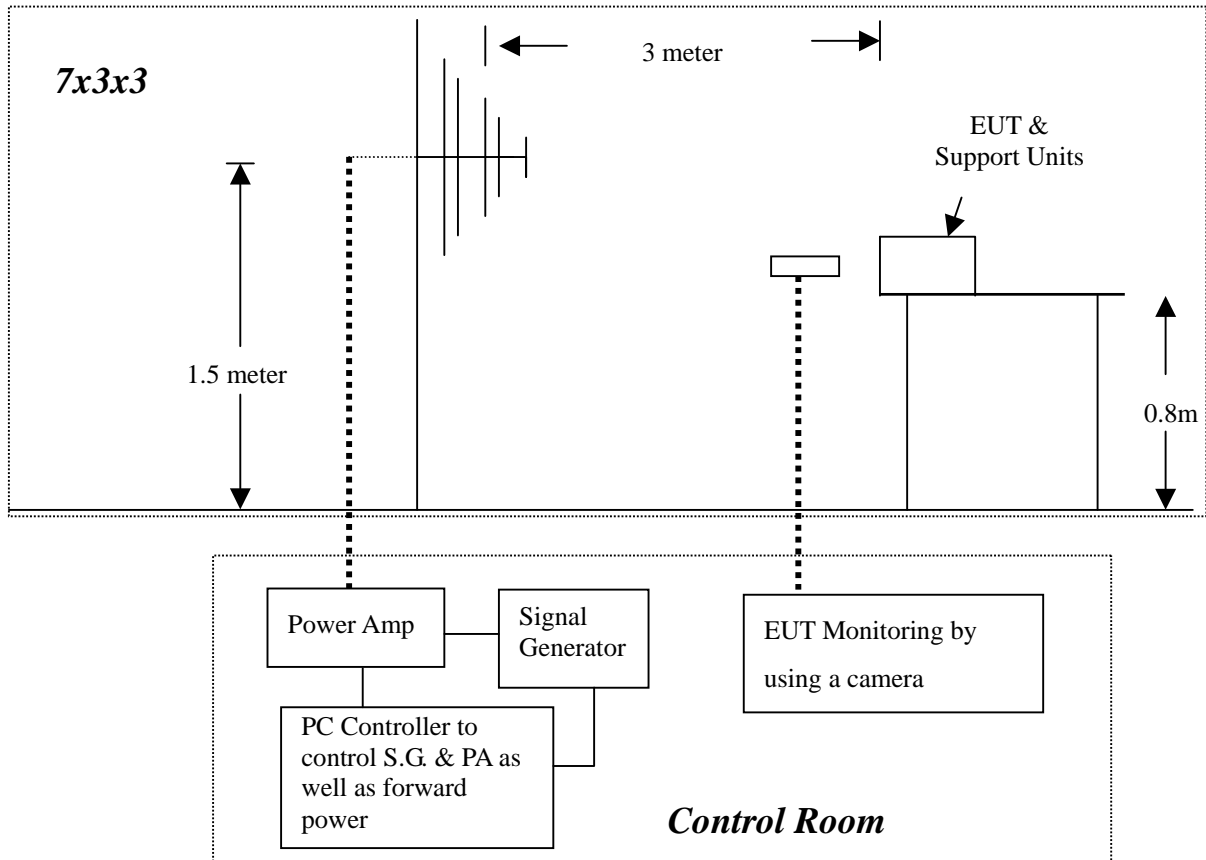 3 meter
7x3x3
EUT &
Support Units
1.5 meter
0.8m
Power Amp
Signal
Generator
EUT Monitoring by
using a camera
PC Controller to
control S.G. & PA as
well as forward
power
Control Room